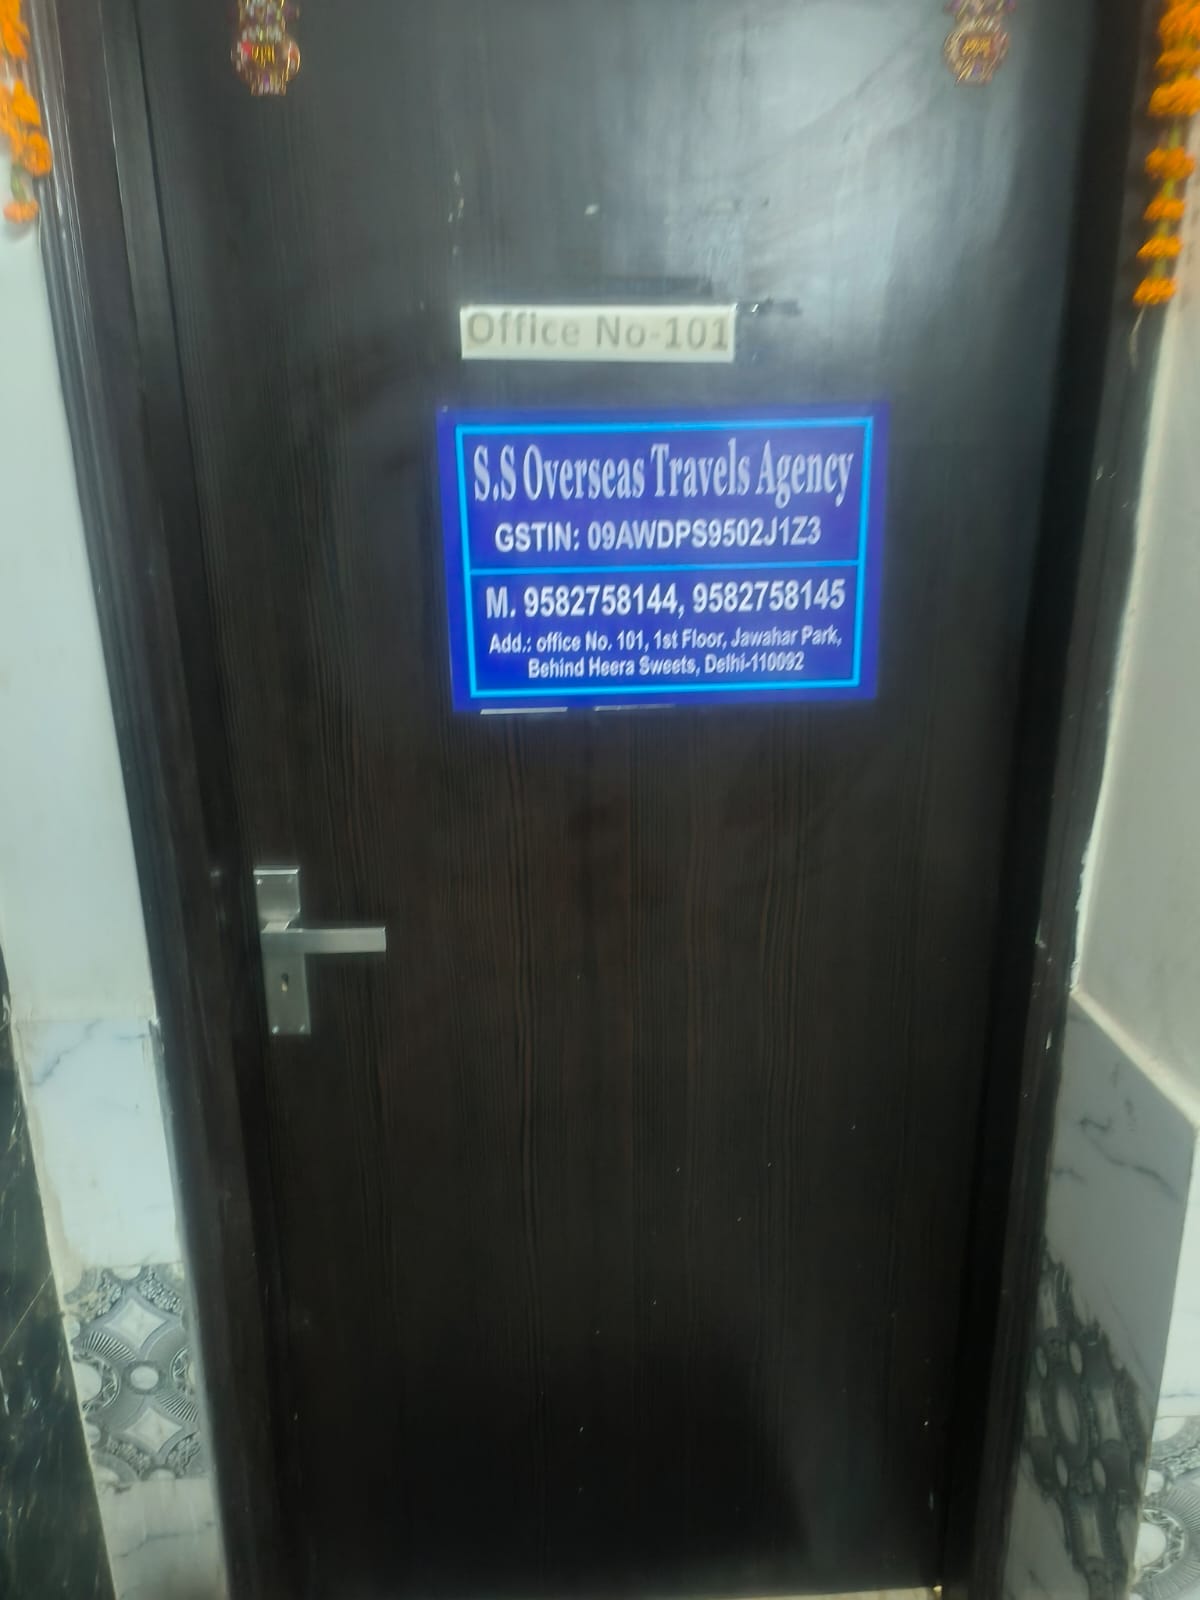 Office No-101
S.S Overseas Travels Agency
GSTIN: 09AWDPS9502J1Z3
M. 9582758144, 9582758145
Add.: office No. 101, 1st Floor, Jawahar Park,
Behind Heera Sweets, Delhi-110092